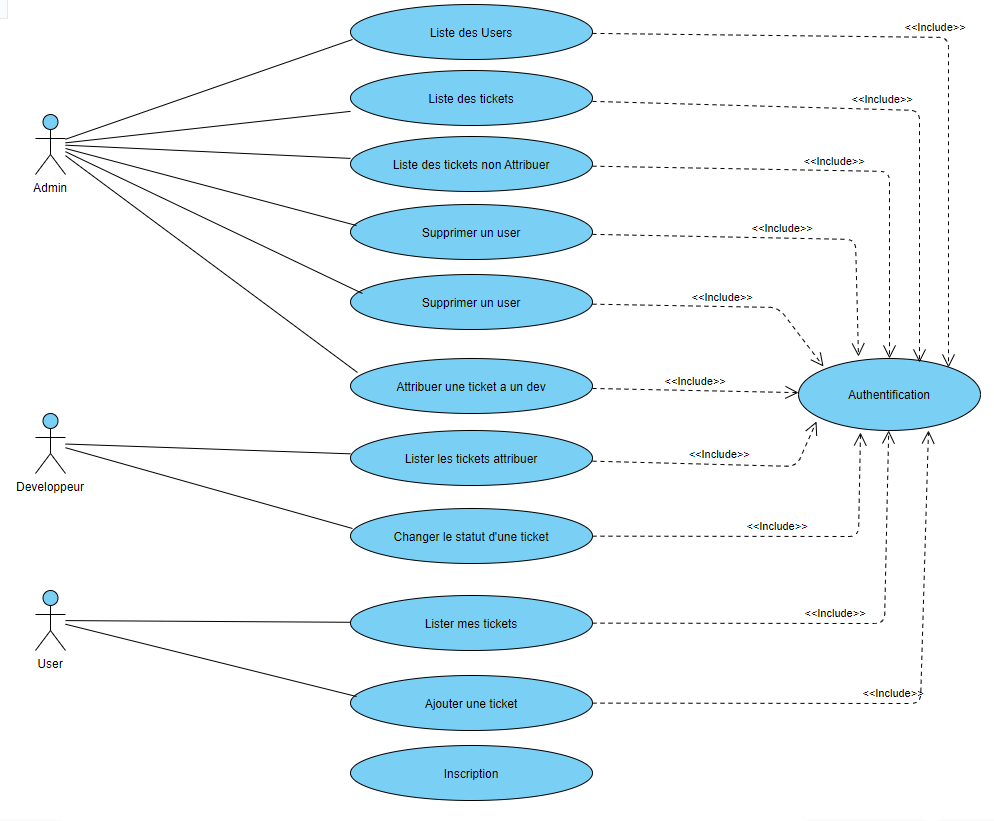 Liste des Users
<<Include>>
Liste des tickets
<<Include>>
Liste des tickets non Attribuer
<<Include>>
Admin
Supprimer un user
<<Include>>
Supprimer un user
<<Include>>
Attribuer une ticket a un dev
<<Include>>
Authentification
Lister les tickets attribuer
<<Include>>
Developpeur
Changer le statut d'une ticket
<<Include>>
Lister mes tickets
<<Include>>
User
Ajouter une ticket
<<Include>>
Inscription